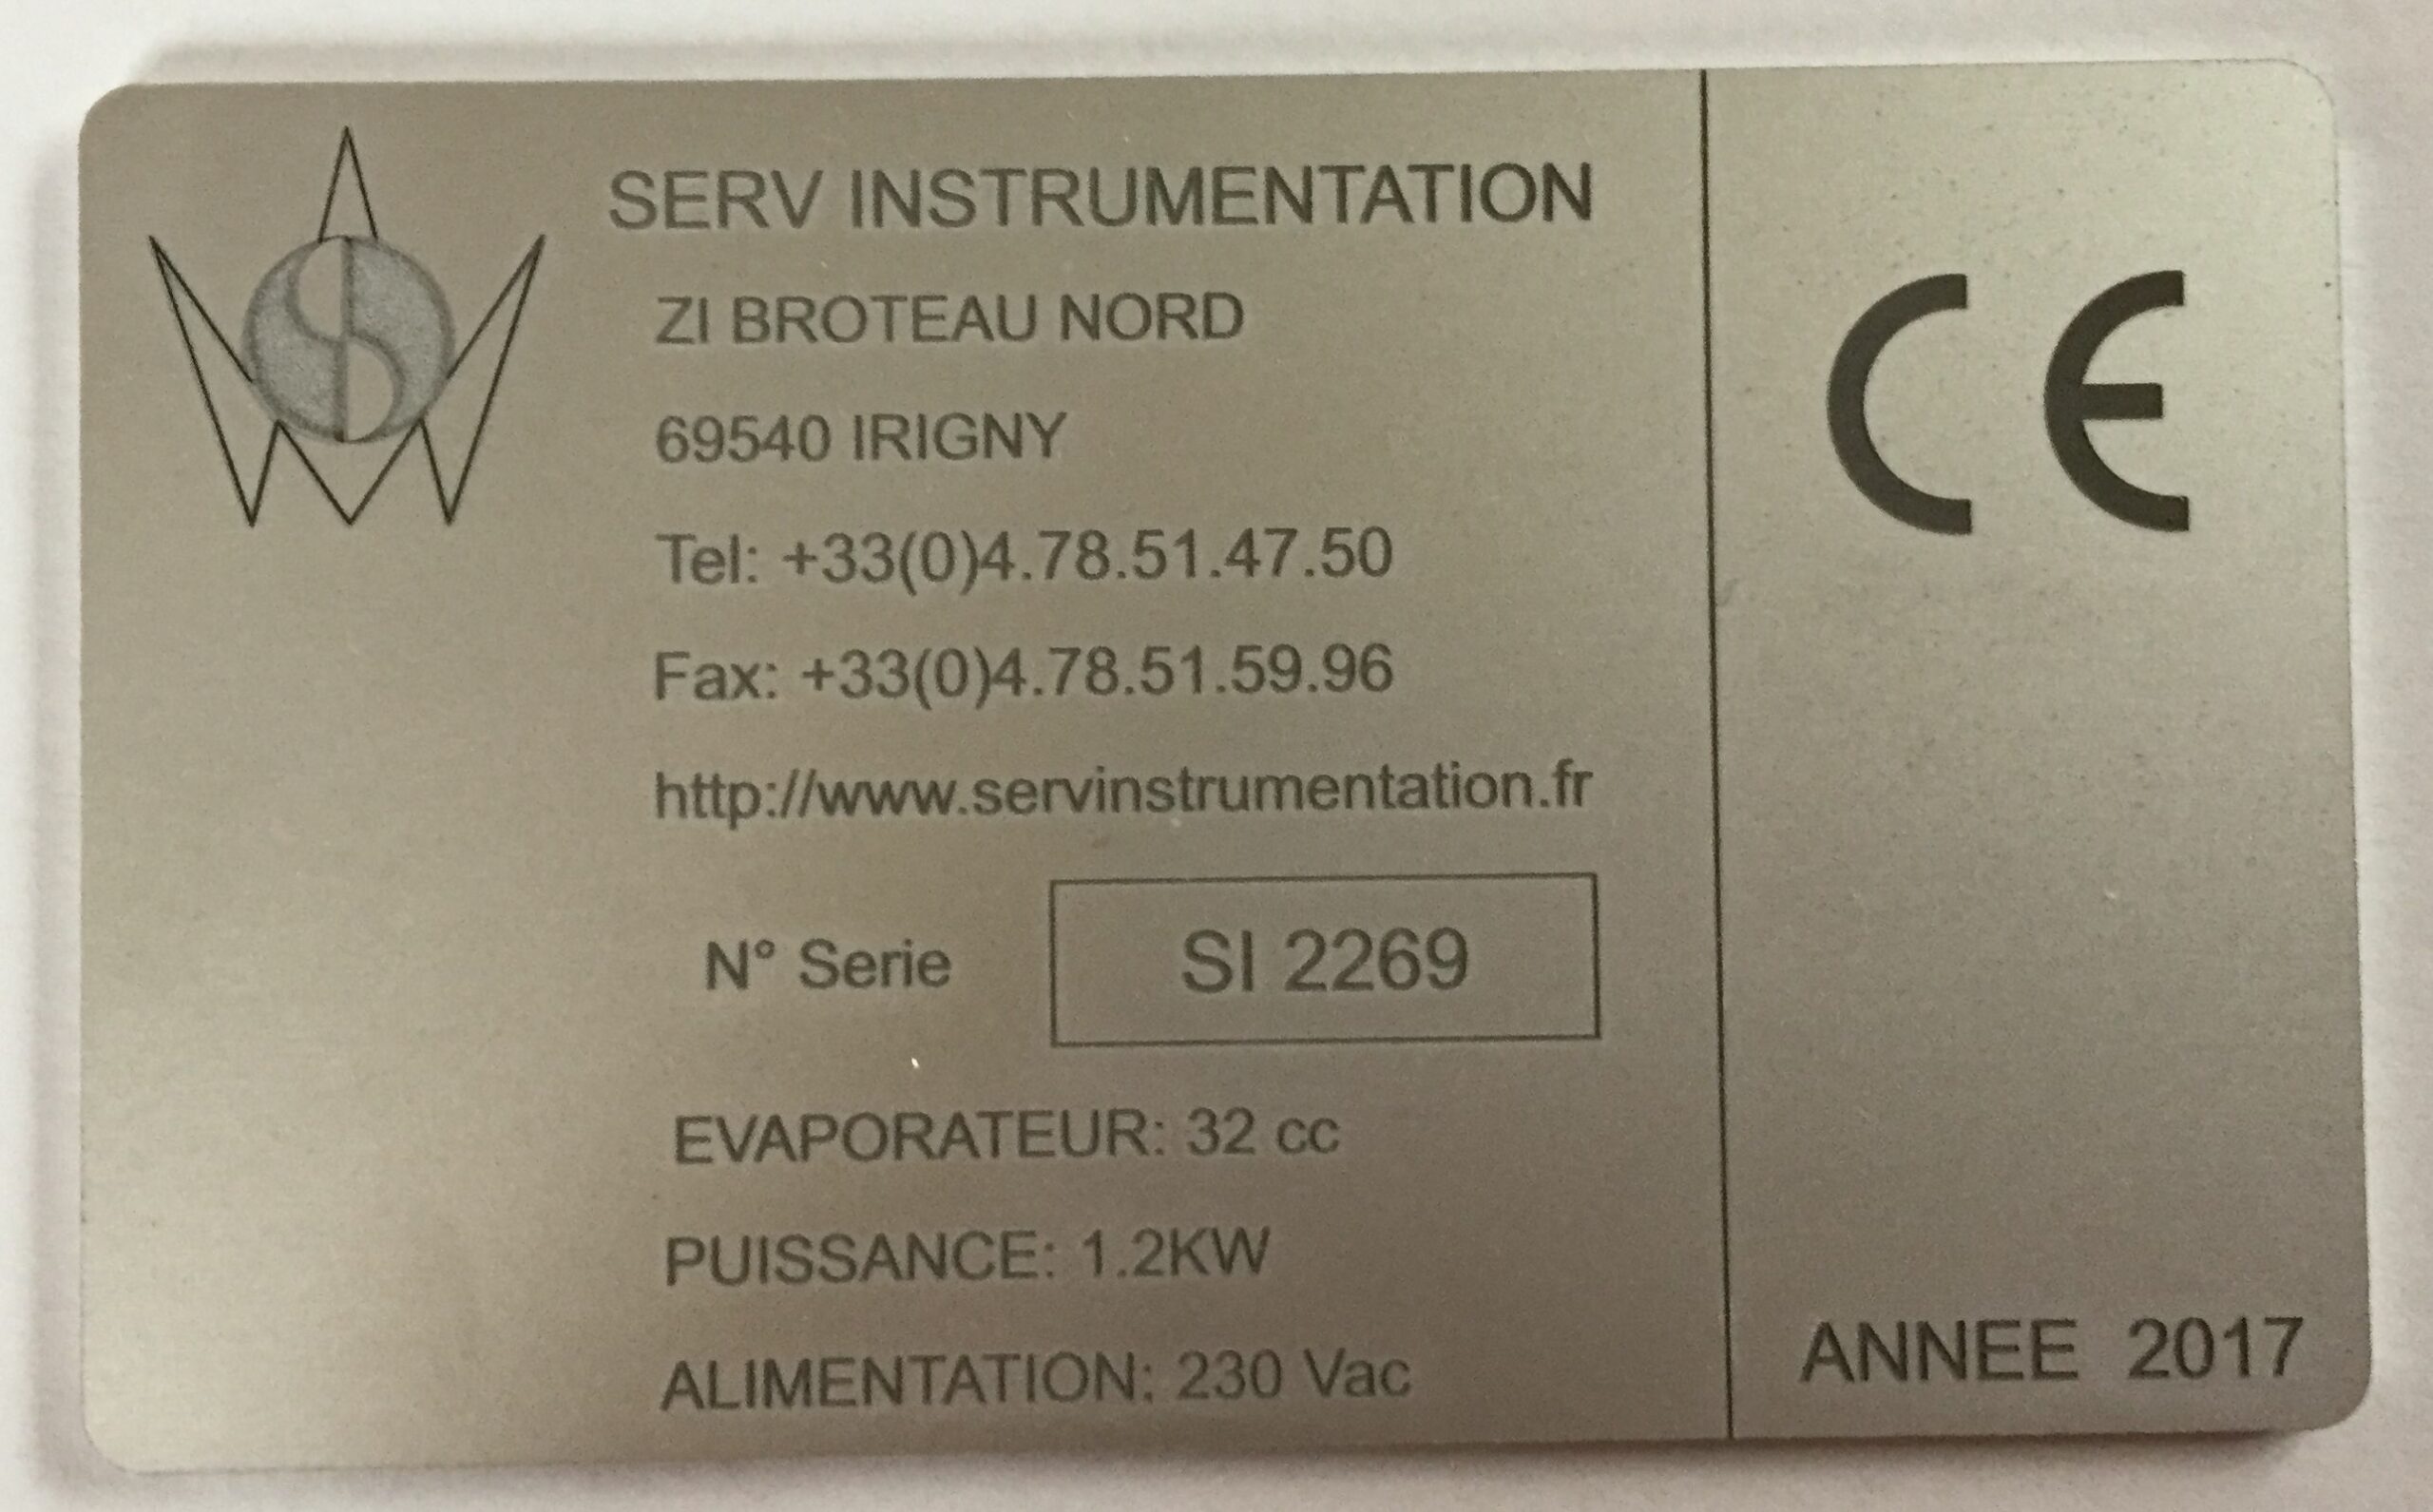 SERV INSTRUMENTATION
ZI BROTEAU NORD
69540 IRIGNY
Tel: +33(0)4.78.51.47.50
Fax: +33(0)4.78.51.59.96
http://www.servinstrumentation.fr
N° Serie SI 2269
EVAPORATEUR: 32 cc
PUISSANCE: 1.2KW
ALIMENTATION: 230 Vac
CE
ANNEE 2017